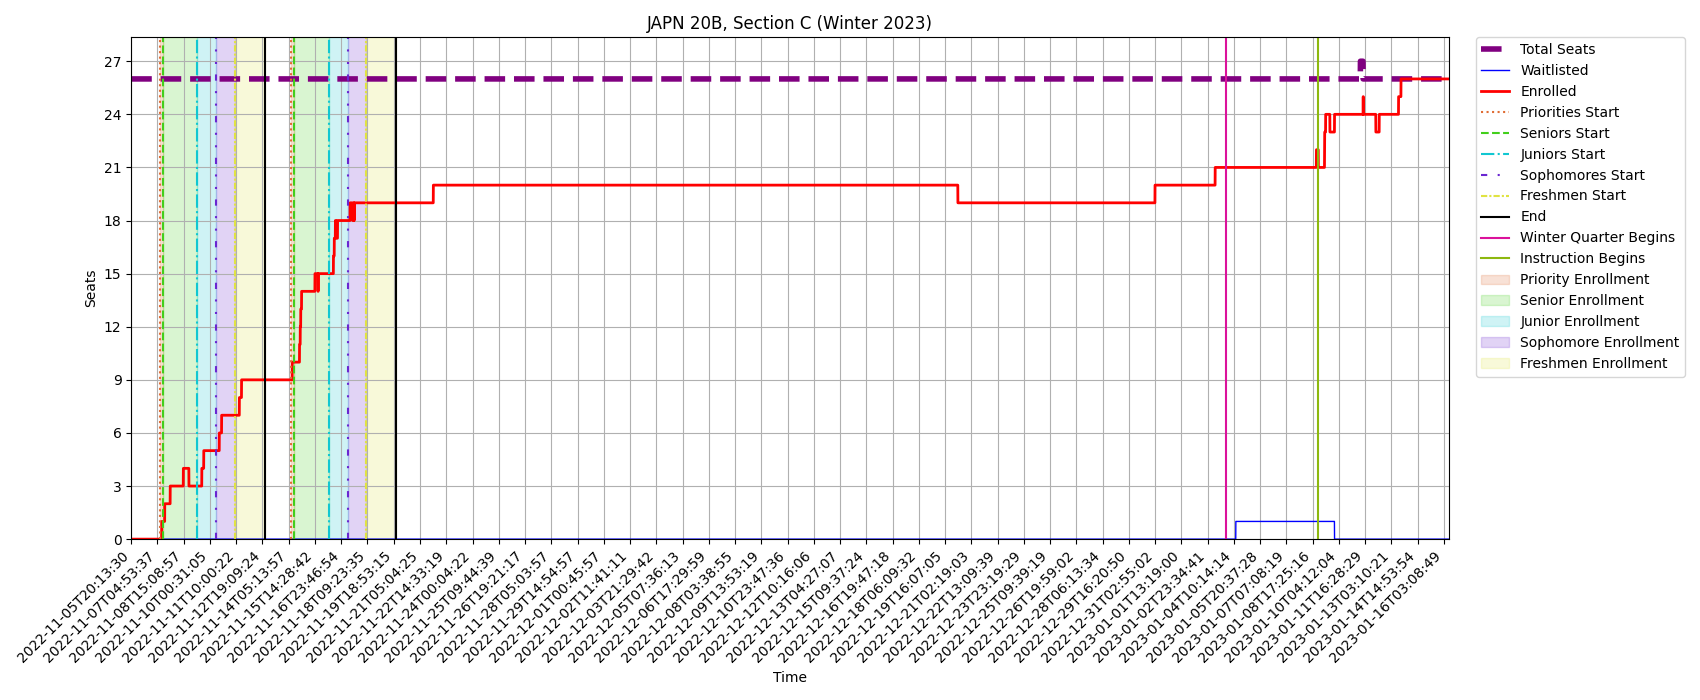 JAPN 20B, Section C (Winter 2023)
Seats
27
24
21
18
15
12
9
6
3
0
2022-11-05T20:13:30
2022-11-07T04:53:37
2022-11-08T15:08:57
2022-11-10T00:31:05
2022-11-11T10:00:22
2022-11-12T19:09:24
2022-11-14T05:13:57
2022-11-15T14:28:42
2022-11-16T23:46:54
2022-11-18T09:23:35
2022-11-19T18:53:15
2022-11-21T05:04:25
2022-11-22T14:33:19
2022-11-24T00:04:22
2022-11-25T09:44:39
2022-11-26T19:21:17
2022-11-28T05:03:57
2022-11-29T14:54:57
2022-12-01T00:45:57
2022-12-02T11:41:11
2022-12-03T21:29:42
2022-12-05T07:36:13
2022-12-06T17:29:59
2022-12-08T03:38:55
2022-12-09T13:53:19
2022-12-10T23:47:36
2022-12-12T10:16:06
2022-12-13T04:27:07
2022-12-15T09:37:24
2022-12-16T19:47:18
2022-12-18T06:09:32
2022-12-19T16:07:05
2022-12-21T02:19:03
2022-12-22T13:09:39
2022-12-23T23:19:29
2022-12-25T09:39:19
2022-12-26T19:59:02
2022-12-28T06:13:34
2022-12-29T16:20:50
2022-12-31T02:55:02
2023-01-01T13:19:00
2023-01-02T23:34:41
2023-01-04T10:14:14
2023-01-05T20:37:28
2023-01-07T07:08:19
2023-01-08T17:25:16
2023-01-10T04:12:04
2023-01-11T16:28:29
2023-01-13T03:10:21
2023-01-14T14:53:54
2023-01-16T03:08:49
Time
Total Seats
Waitlisted
Enrolled
Priorities Start
Seniors Start
Juniors Start
Sophomores Start
Freshmen Start
End
Winter Quarter Begins
Instruction Begins
Priority Enrollment
Senior Enrollment
Junior Enrollment
Sophomore Enrollment
Freshmen Enrollment